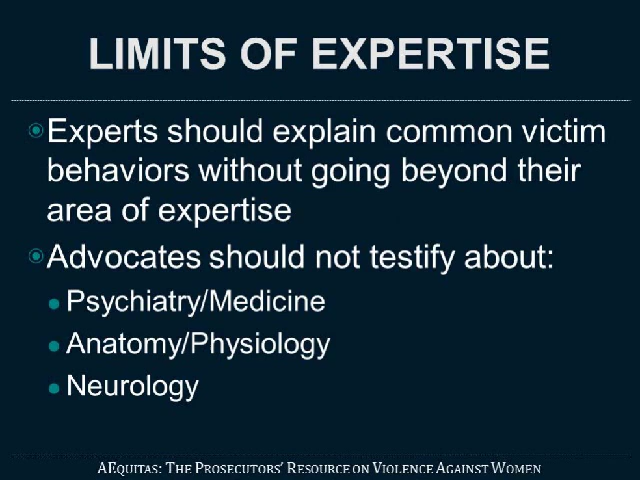 LIMITS OF EXPERTISE
Experts should explain common victim
behaviors without going beyond their
area of expertise
Advocates should not testify about:
Psychiatry/Medicine
Anatomy/Physiology
Neurology
AEQUITAS: THE PROSECUTORS' RESOURCE ON VIOLENCE AGAINST WOMEN